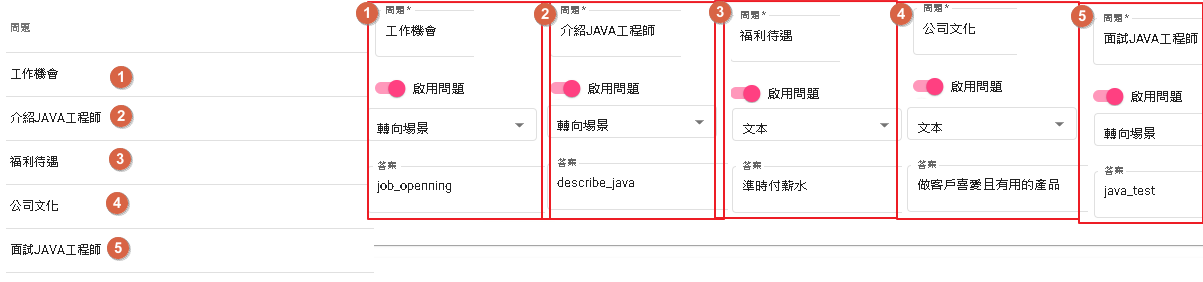 問題
工作機會 1
介紹JAVA工程師 2
福利待遇 3
公司文化 4
面試JAVA工程師 5
1
問題*
工作機會
啟用問題
轉向場景
答案
job_openning
2
問題*
介紹JAVA工程師
啟用問題
轉向場景
答案
describe_java
3
問題*
福利待遇
啟用問題
文本
答案
準時付薪水
4
問題*
公司文化
啟用問題
文本
答案
做客戶喜愛且有用的產品
5
問題*
面試JAVA工程師
啟用問題
轉向場景
答案
java_test